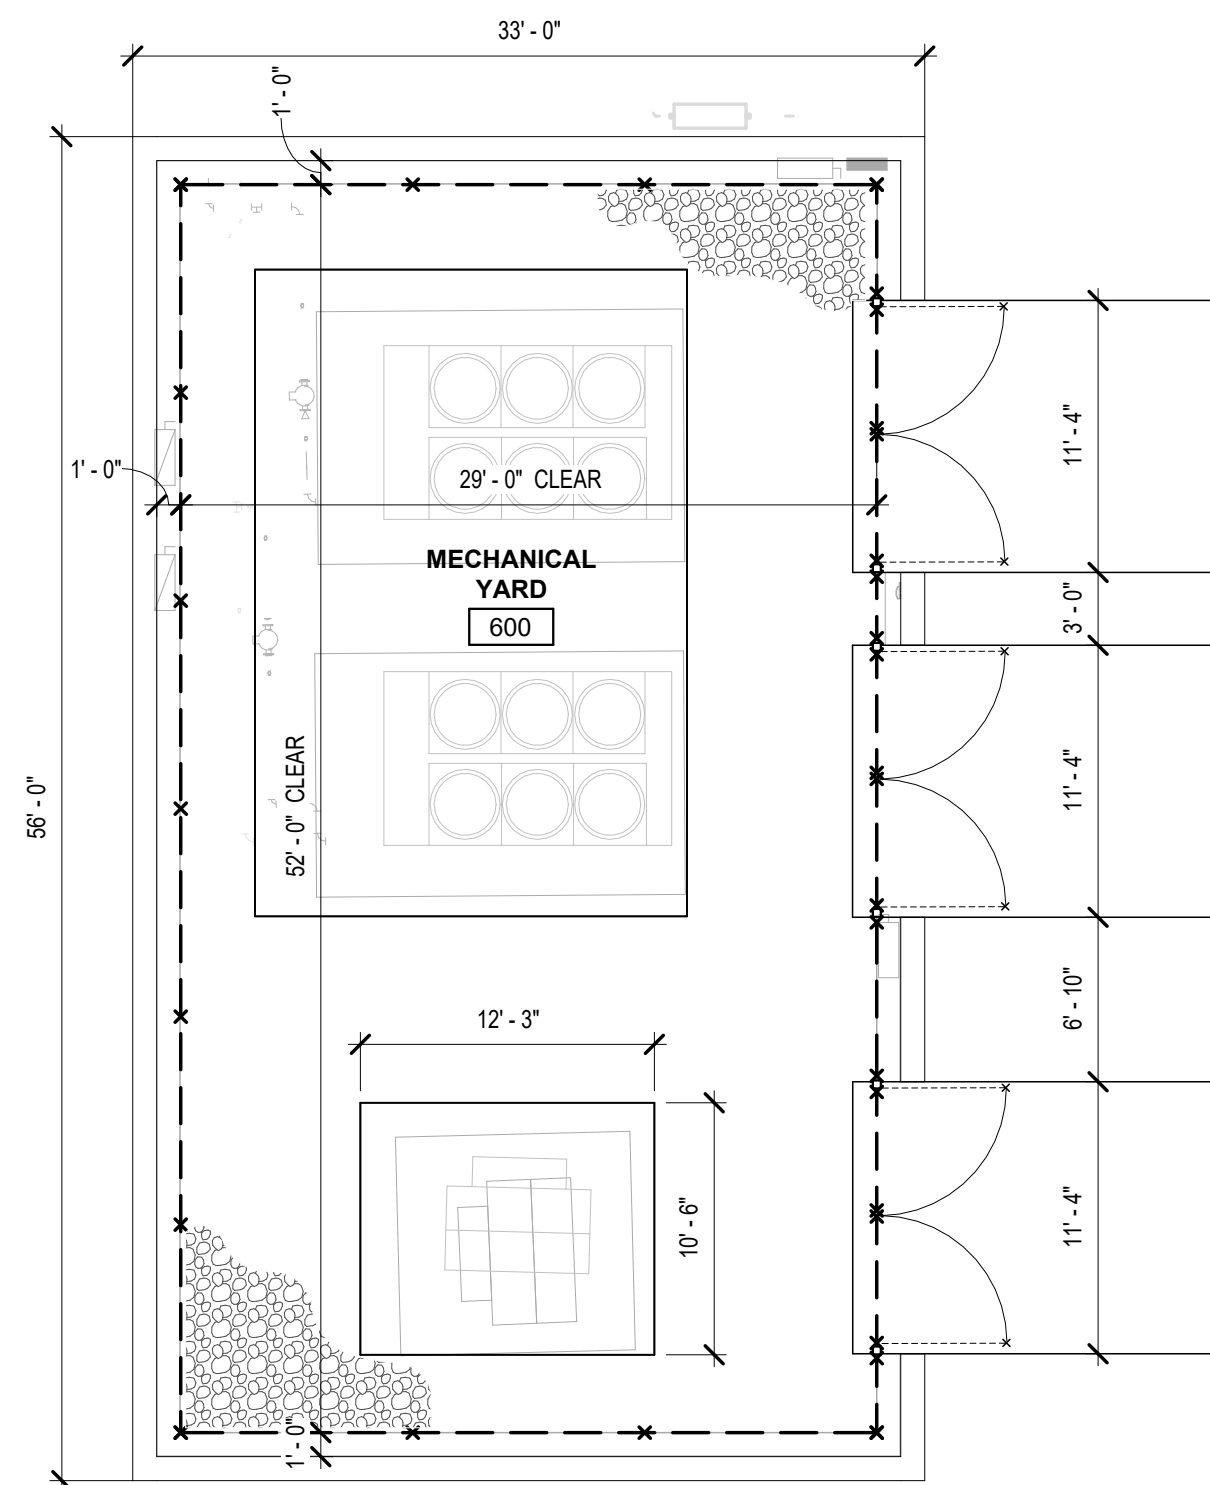 33' - 0"
1' - 0"
11' - 4"
1' - 0"
29' - 0" CLEAR
MECHANICAL
YARD
600
3' - 0"
52' - 0" CLEAR
56' - 0"
11' - 4"
6' - 10"
12' - 3"
10' - 6"
11' - 4"
1' - 0"